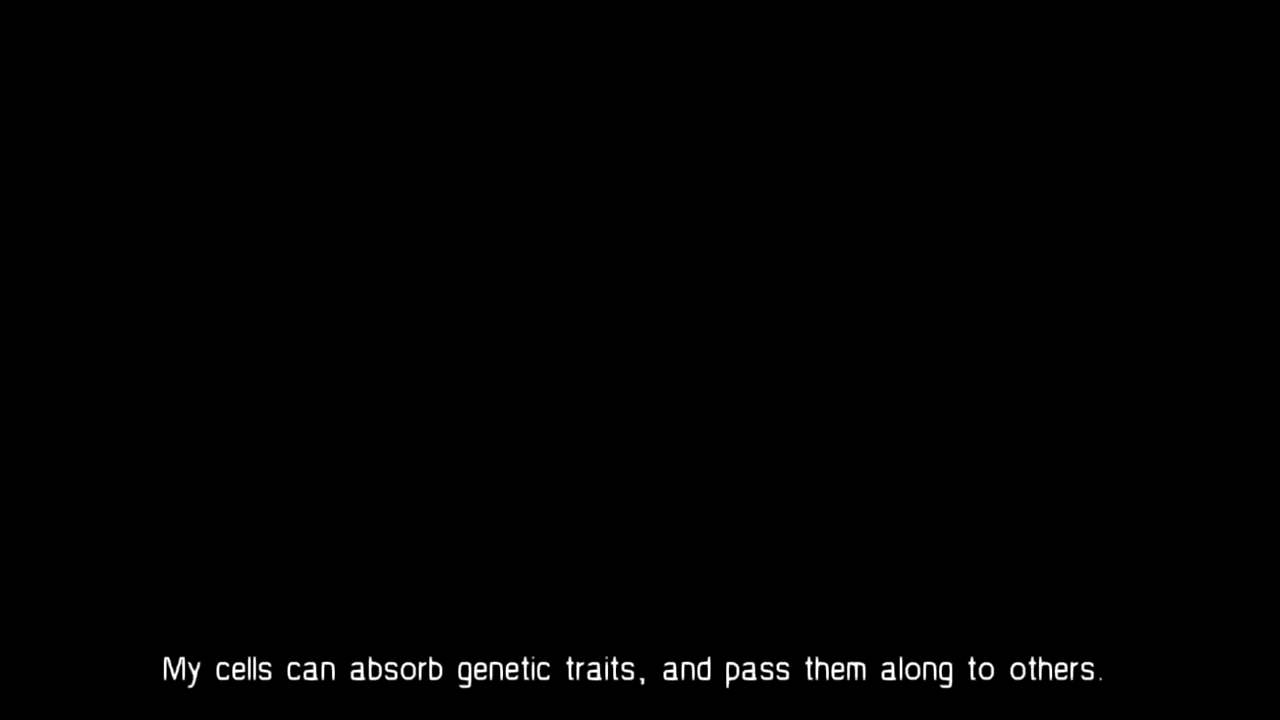 My cells can absorb genetic traits, and pass them along to others.